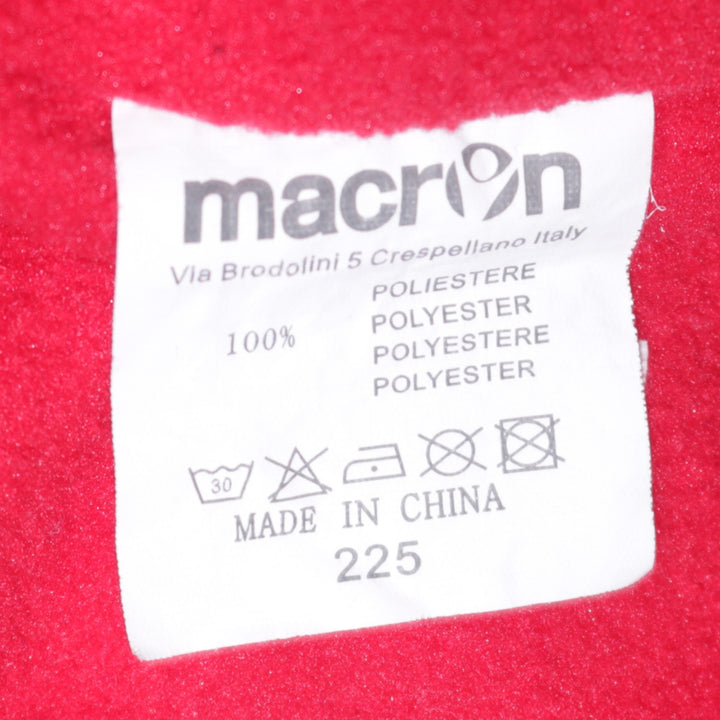 macron
Via Brodolini 5 Crespellano Italy
100%
POLIESTERE
POLYESTER
POLYESTERE
POLYESTER
30
MADE IN CHINA
225